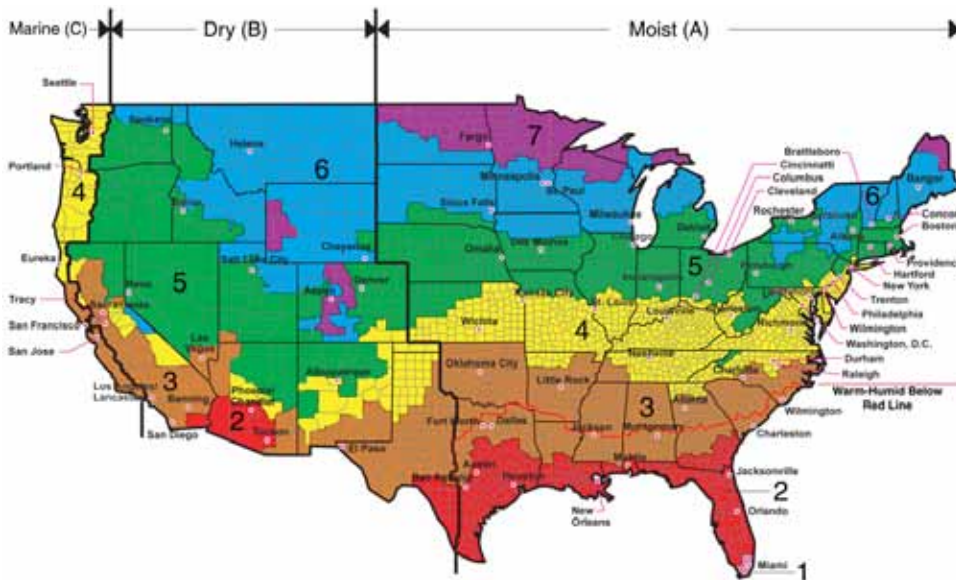 Marine (C)
Dry (B)
Moist (A)
Seattle
Spokane
Helena
Fargo
7
Brattleboro
Cincinnatti
Columbus
Cleveland
Portland
4
6
Minneapolis
St. Paul
6
Bangor
Boise
Sioux Falls
Milwaukee
Rochester
Concord
Boston
Cheyenne
Omaha
Des Moines
Chicago
Detroit
Albany
Eureka
Salt Lake City
5
Indianapolis
5
Pittsburgh
Providence
Hartford
New York
Reno
5
Denver
Kansas City
St. Louis
Trenton
Tracy
Philadelphia
San Francisco
Wichita
4
Louisville
Richmond
Wilmington
Washington, D.C.
San Jose
Las
Vegas
Nashville
Durham
Albuquerque
Oklahoma City
Little Rock
Charlotte
Raleigh
3
Phoenix
3
Atlanta
Warm-Humid Below
Red Line
Los Angeles
Lancaster
Banning
2
Fort Worth
Dallas
Jackson
Montgomery
Wilmington
San Diego
Tucson
El Paso
Charleston
Austin
Mobile
San Antonio
Houston
Jacksonville
2
New
Orleans
Orlando
Miami
1